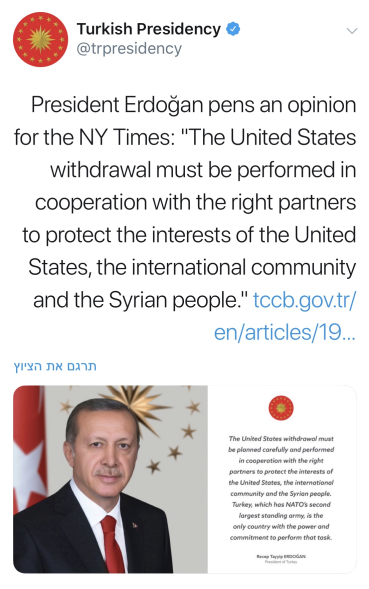 Turkish Presidency
@trpresidency
President Erdoğan pens an opinion
for the NY Times: "The United States
withdrawal must be performed in
cooperation with the right partners
to protect the interests of the United
States, the international community
and the Syrian people." tccb.gov.tr/
en/articles/19...
תרגם את הציוץ
The United States withdrawal must
be planned carefully and performed
in cooperation with the right
partners to protect the interests of
the United States, the international
community and the Syrian people.
Turkey, which has NATO's second
largest standing army, is the
only country with the power and
commitment to perform that task.
Recep Tayyip ERDOĞAN
President of Turkey